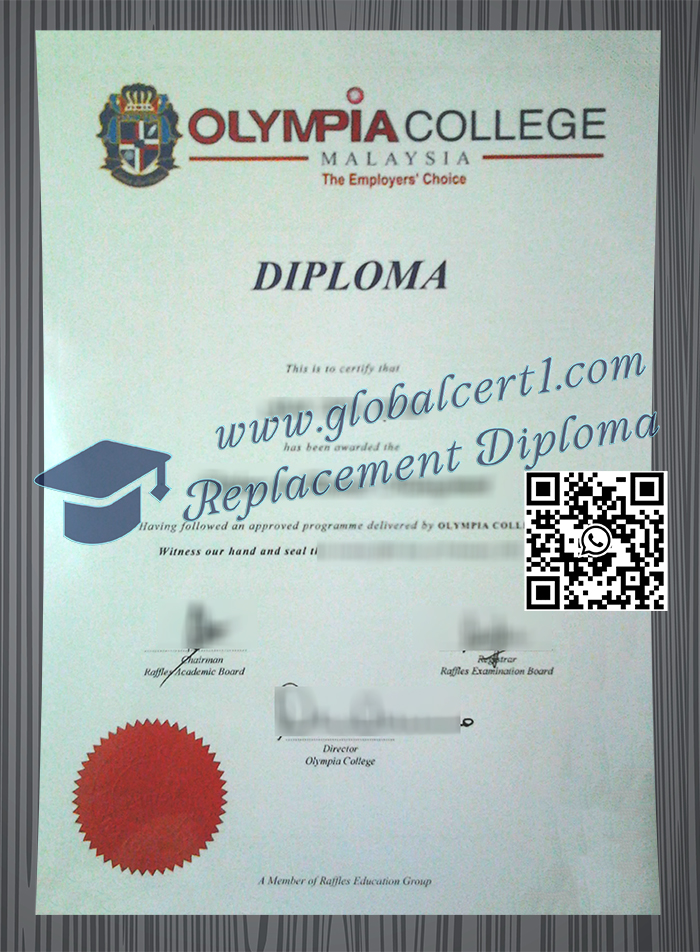 OLYMPIA COLLEGE
MALAYSIA
The Employers' Choice
DIPLOMA
This is to certify that
www.globalcert1.com
has been awarded the
Replacement Diploma
Having followed an approved programme delivered by OLYMPIA COLL
Witness our hand and seal
Chairman
Raffles Academic Board
Registrar
Raffles Examination Board
Director
Olympia College
A Member of Raffles Education Group